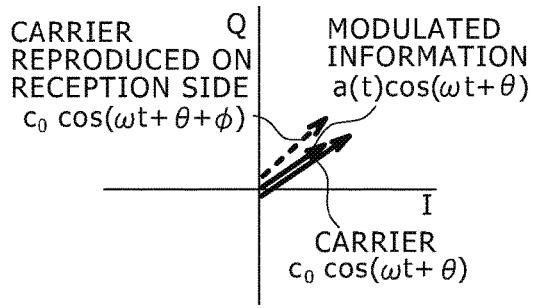 Q
CARRIER
REPRODUCED ON
RECEPTION SIDE
c₀ cos(ωt+θ+ϕ)
MODULATED
INFORMATION
a(t)cos(ωt+θ)
I
CARRIER
c₀ cos(ωt+θ)